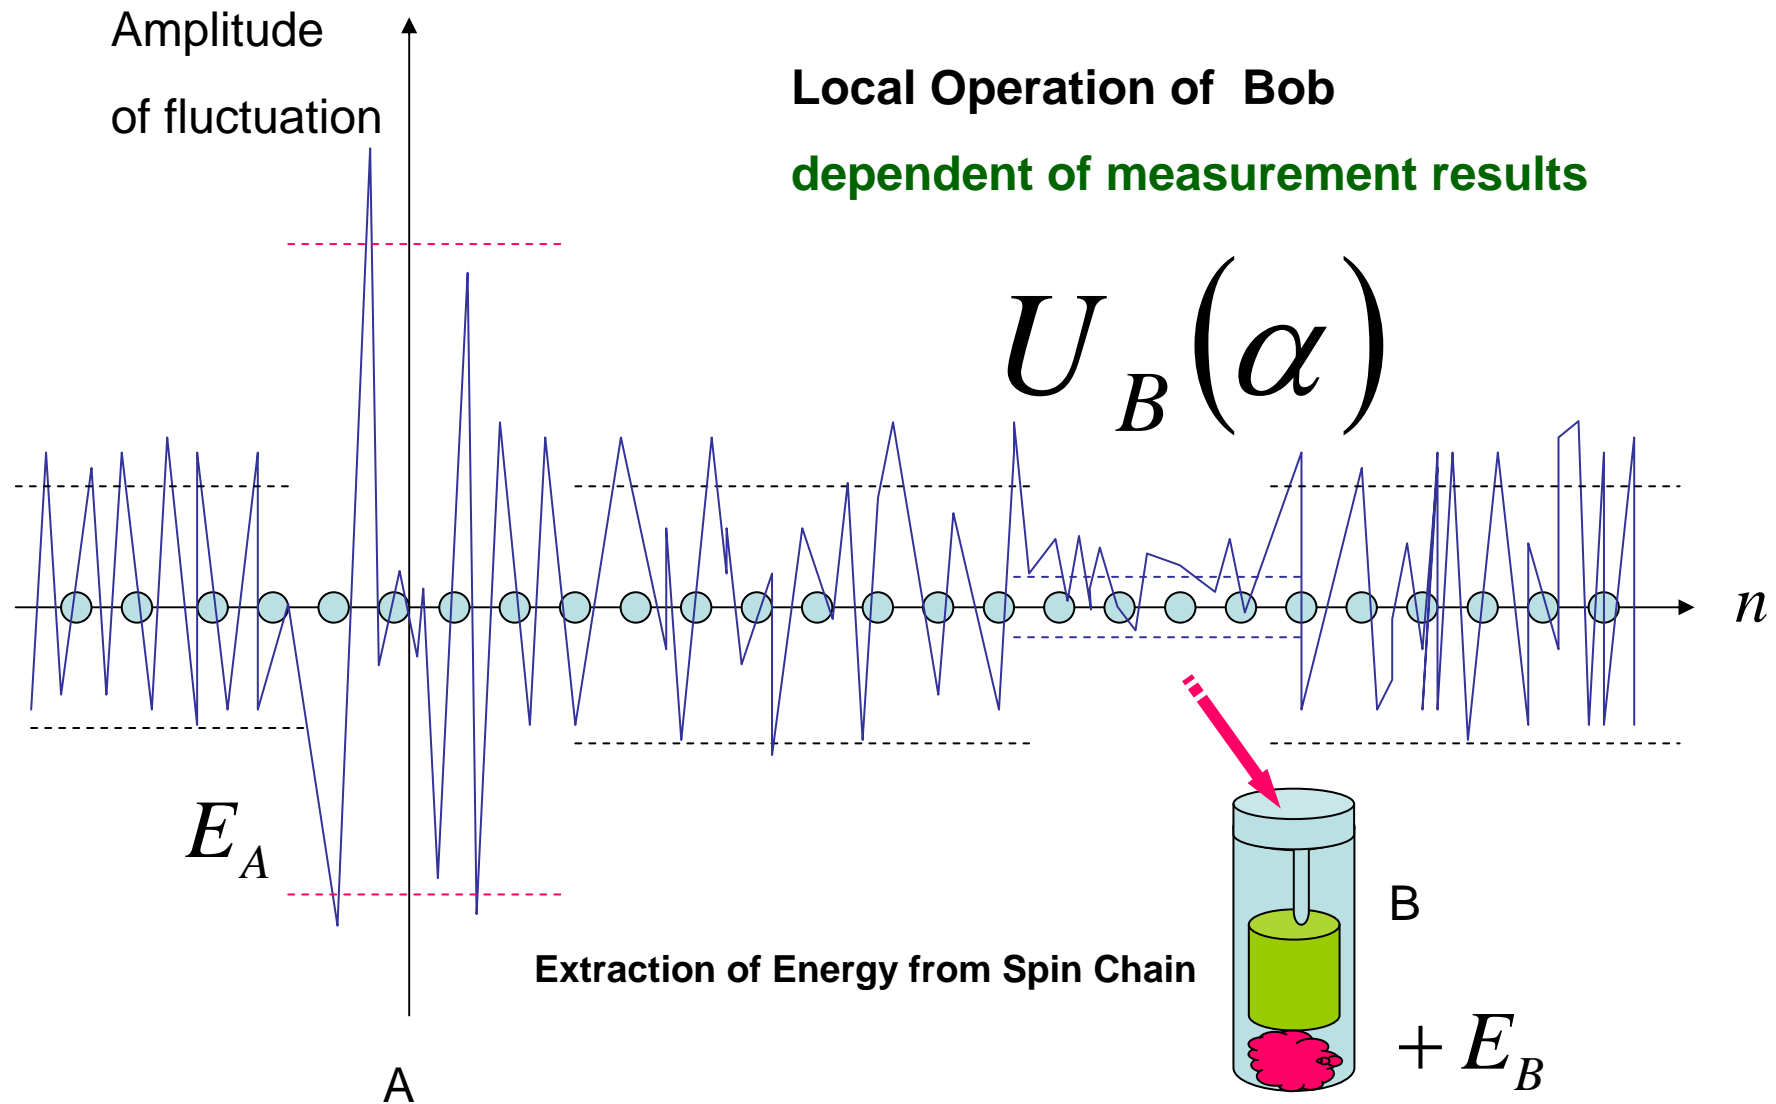 Amplitude
of fluctuation
Local Operation of Bob
dependent of measurement results
U_B(α)
n
E_A
B
Extraction of Energy from Spin Chain
+ E_B
A